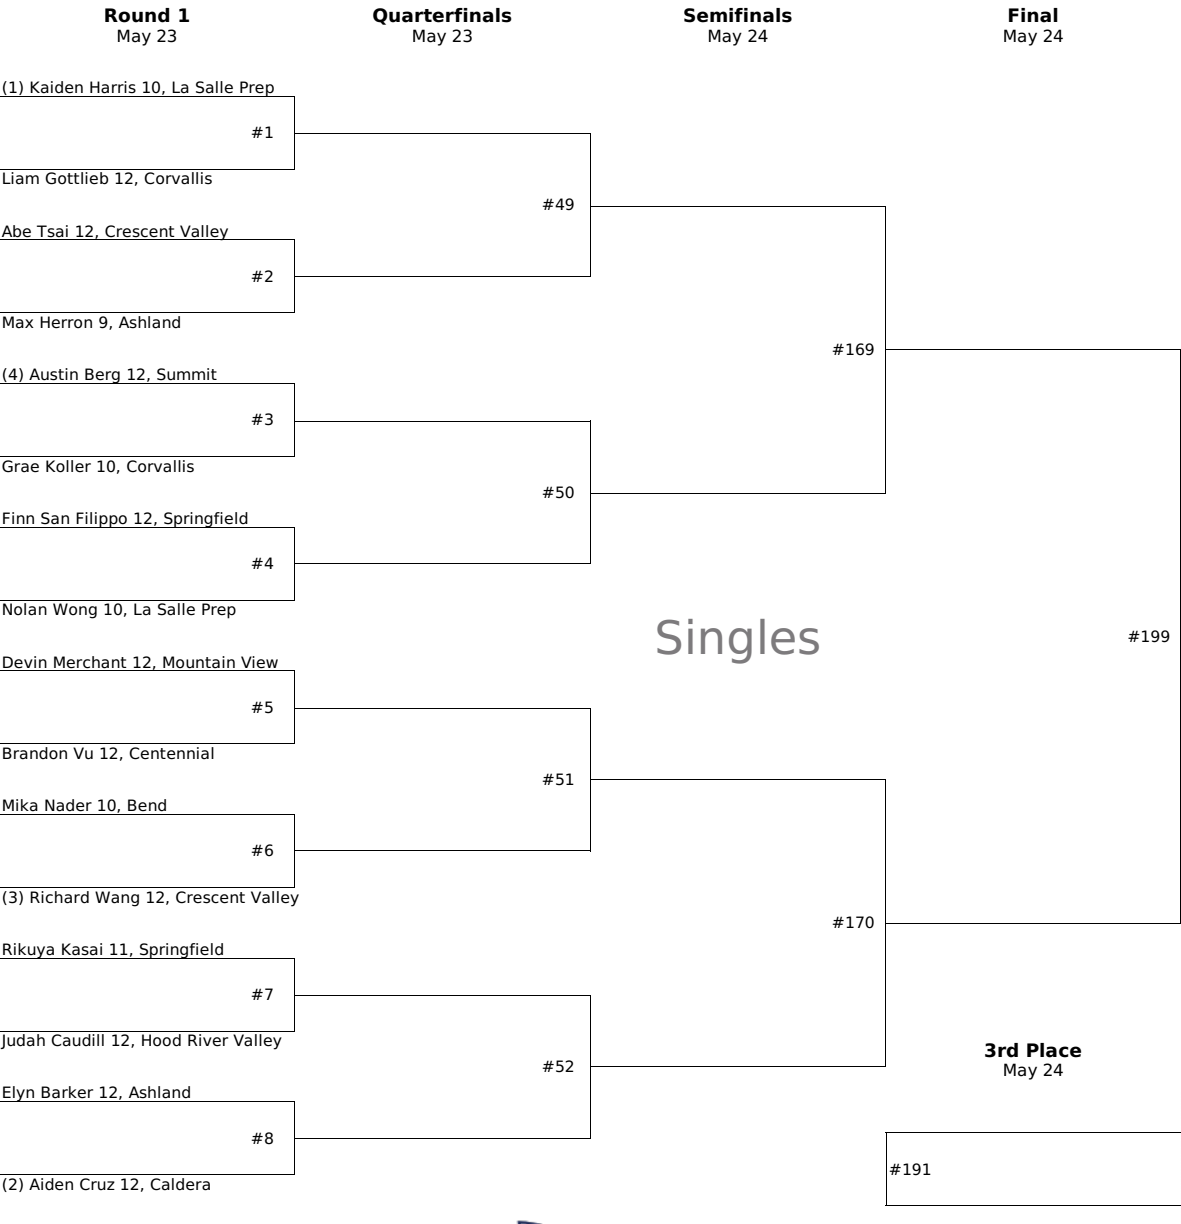 Round 1
May 23
Quarterfinals
May 23
Semifinals
May 24
Final
May 24
(1) Kaiden Harris 10, La Salle Prep
#1
Liam Gottlieb 12, Corvallis
#49
Abe Tsai 12, Crescent Valley
#2
Max Herron 9, Ashland
#169
(4) Austin Berg 12, Summit
#3
Grae Koller 10, Corvallis
#50
Finn San Filippo 12, Springfield
#4
Nolan Wong 10, La Salle Prep
Singles
#199
Devin Merchant 12, Mountain View
#5
Brandon Vu 12, Centennial
#51
Mika Nader 10, Bend
#6
(3) Richard Wang 12, Crescent Valley
#170
Rikuya Kasai 11, Springfield
#7
Judah Caudill 12, Hood River Valley
#52
Elyn Barker 12, Ashland
#8
(2) Aiden Cruz 12, Caldera
3rd Place
May 24
#191